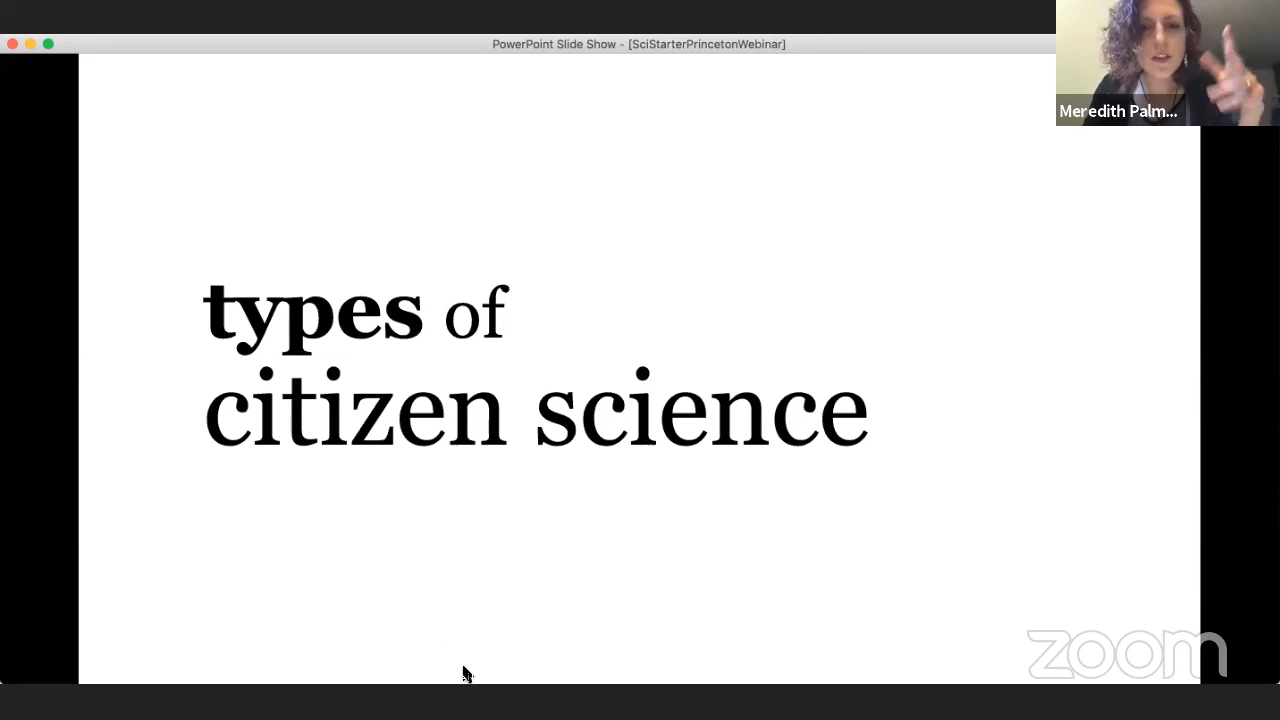 PowerPoint Slide Show - [SciStarterPrincetonWebinar]
Meredith Palm...
types of
citizen science
zoom